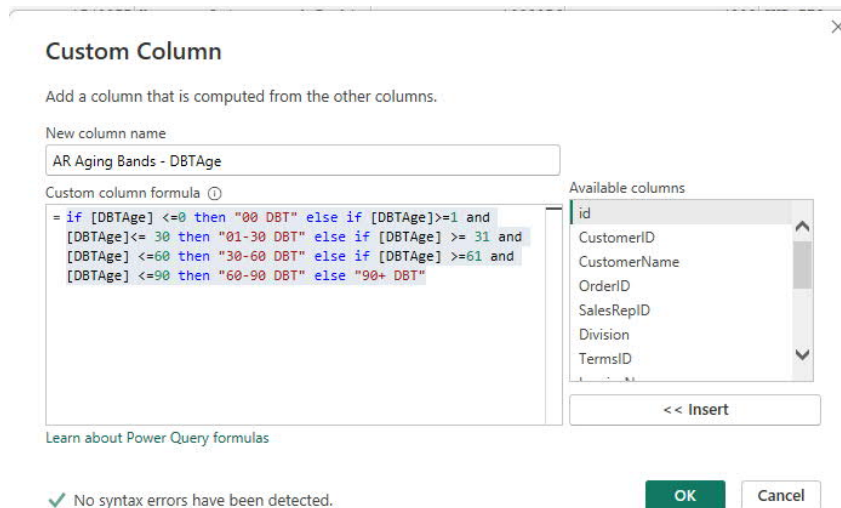 Custom Column
Add a column that is computed from the other columns.
New column name
AR Aging Bands - DBTAge
Custom column formula
= if [DBTAge] <=0 then "00 DBT" else if [DBTAge]>=1 and
[DBTAge]<= 30 then "01-30 DBT" else if [DBTAge] >= 31 and
[DBTAge] <=60 then "30-60 DBT" else if [DBTAge] >=61 and
[DBTAge] <=90 then "60-90 DBT" else "90+ DBT"
Available columns
id
CustomerID
CustomerName
OrderID
SalesRepID
Division
TermsID
<< Insert
Learn about Power Query formulas
No syntax errors have been detected.
OK
Cancel